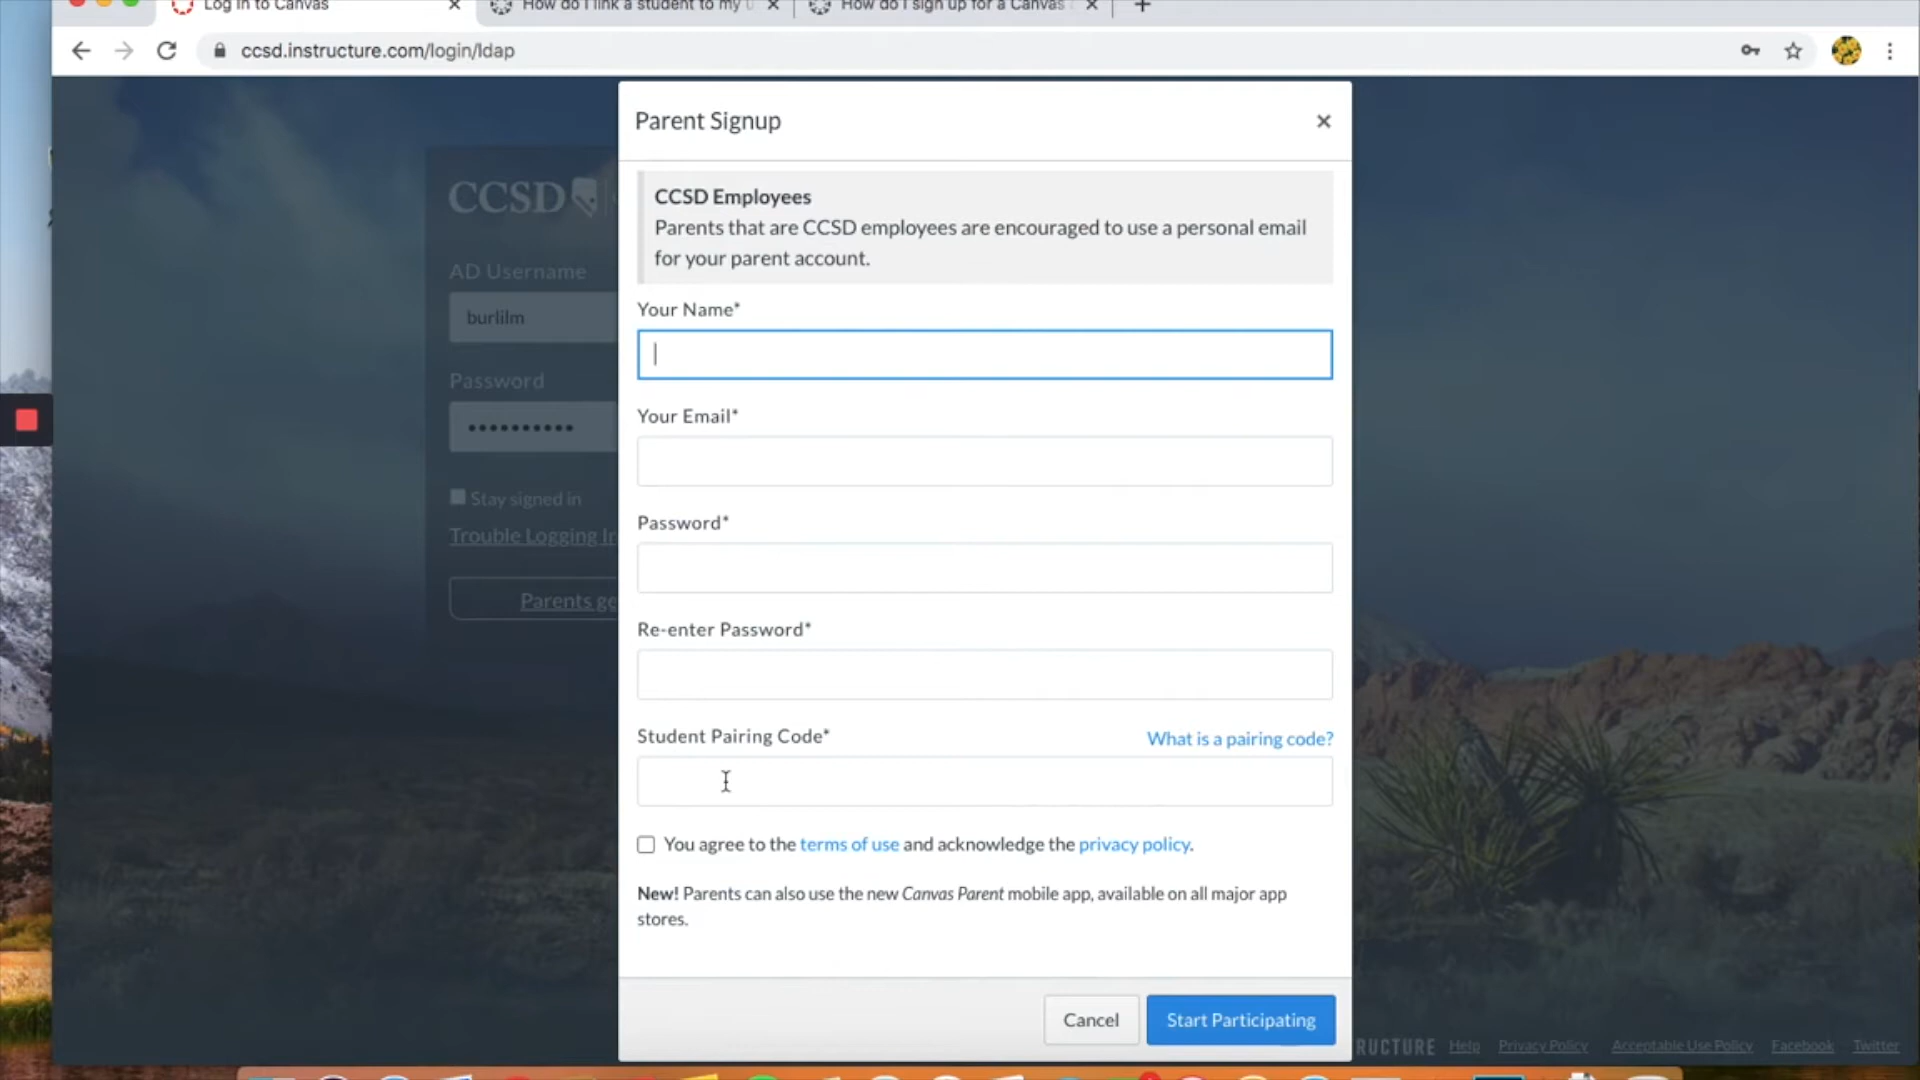 Log In to Canvas
How do I link a student to my u
How do I sign up for a Canvas
ccsd.instructure.com/login/ldap
Parent Signup
CCSD Employees
Parents that are CCSD employees are encouraged to use a personal email
for your parent account.
CCSD
AD Username
burlilm
Password
Stay signed in
Trouble Logging In
Parents ge
Your Name*
Your Email*
Password*
Re-enter Password*
Student Pairing Code*
What is a pairing code?
You agree to the terms of use and acknowledge the privacy policy.
New! Parents can also use the new Canvas Parent mobile app, available on all major app
stores.
Cancel
Start Participating
RUCTURE
Help
Privacy Policy
Acceptable Use Policy
Facebook
Twitter